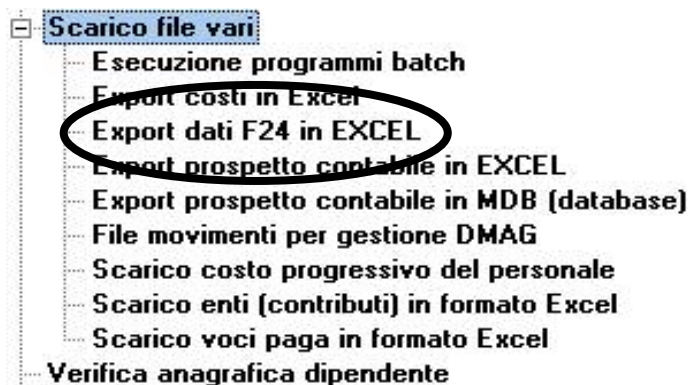 Scarico file vari
Esecuzione programmi batch
Export costi in Excel
Export dati F24 in EXCEL
Export prospetto contabile in EXCEL
Export prospetto contabile in MDB (database)
File movimenti per gestione DMAG
Scarico costo progressivo del personale
Scarico enti (contributi) in formato Excel
Scarico voci paga in formato Excel
Verifica anagrafica dipendente